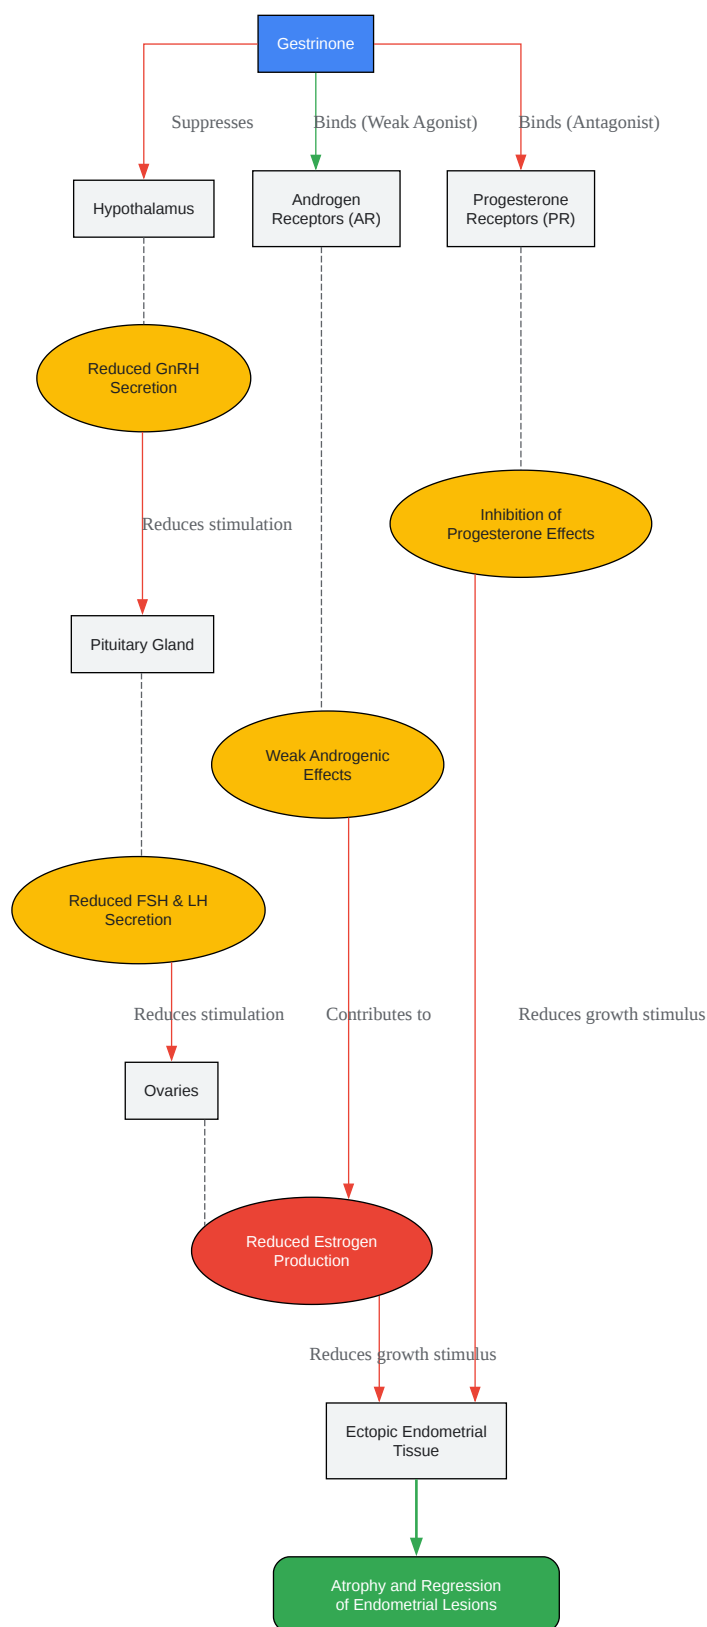 Gestrinone
Suppresses
Binds (Weak Agonist)
Binds (Antagonist)
Hypothalamus
Androgen
Receptors (AR)
Progesterone
Receptors (PR)
Reduced GnRH
Secretion
Reduces stimulation
Inhibition of
Progesterone Effects
Pituitary Gland
Weak Androgenic
Effects
Reduced FSH & LH
Secretion
Reduces stimulation
Contributes to
Reduces growth stimulus
Ovaries
Reduced Estrogen
Production
Reduces growth stimulus
Ectopic Endometrial
Tissue
Atrophy and Regression
of Endometrial Lesions